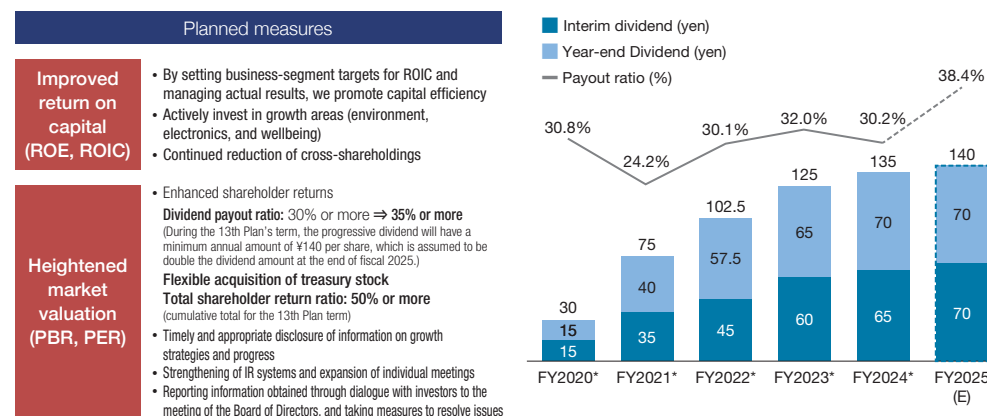 Planned measures
Improved
return on
capital
(ROE, ROIC)
• By setting business-segment targets for ROIC and
managing actual results, we promote capital efficiency
• Actively invest in growth areas (environment,
electronics, and wellbeing)
• Continued reduction of cross-shareholdings
Heightened
market
valuation
(PBR, PER)
• Enhanced shareholder returns
Dividend payout ratio: 30% or more ⇒ 35% or more
(During the 13th Plan's term, the progressive dividend will have a
minimum annual amount of ¥140 per share, which is assumed to be
double the dividend amount at the end of fiscal 2025.)
Flexible acquisition of treasury stock
Total shareholder return ratio: 50% or more
(cumulative total for the 13th Plan term)
• Timely and appropriate disclosure of information on growth
strategies and progress
• Strengthening of IR systems and expansion of individual meetings
• Reporting information obtained through dialogue with investors to the
meeting of the Board of Directors, and taking measures to resolve issues
Interim dividend (yen)
Year-end Dividend (yen)
Payout ratio (%)
30.8%
24.2%
30.1%
32.0%
30.2%
38.4%
30
75
102.5
125
135
140
15
40
57.5
65
70
70
15
35
45
60
65
70
FY2020*
FY2021*
FY2022*
FY2023*
FY2024*
FY2025
(E)